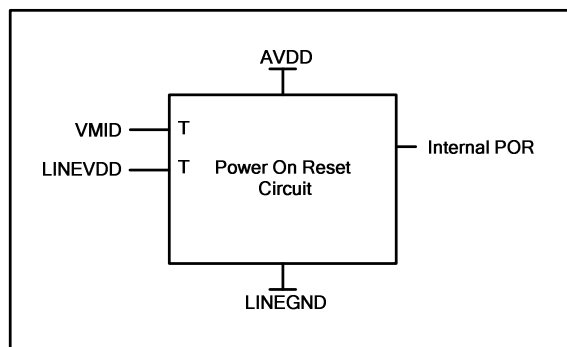 AVDD
VMID
T
LINEVDD
T
Power On Reset
Circuit
Internal POR
LINEGND